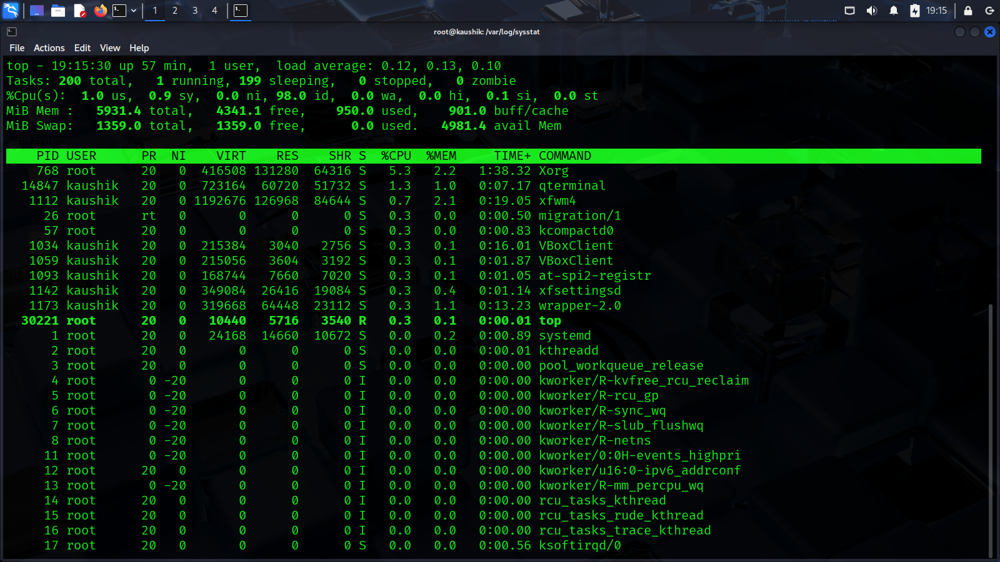 1 2 3 4 19:15
root@kaushik: /var/log/sysstat
File Actions Edit View Help
top - 19:15:30 up 57 min,  1 user,  load average: 0.12, 0.13, 0.10
Tasks: 200 total,   1 running, 199 sleeping,   0 stopped,   0 zombie
%Cpu(s):  1.0 us,  0.9 sy,  0.0 ni, 98.0 id,  0.0 wa,  0.0 hi,  0.1 si,  0.0 st
MiB Mem :   5931.4 total,   4341.1 free,    950.0 used,    901.0 buff/cache
MiB Swap:   1359.0 total,   1359.0 free,      0.0 used.   4981.4 avail Mem
File System
PID USER PR NI VIRT RES SHR S %CPU %MEM TIME+ COMMAND
768 root 20 0 416508 131280 64316 S 5.3 2.2 1:38.32 Xorg
14847 kaushik 20 0 723164 60720 51732 S 1.3 1.0 0:07.17 qterminal
1112 kaushik 20 0 1192676 126968 84644 S 0.7 2.1 0:19.05 xfwm4
26 root rt 0 0 0 0 S 0.3 0.0 0:00.50 migration/1
57 root 20 0 0 0 0 S 0.3 0.0 0:00.83 kcompactd0
1034 kaushik 20 0 215384 3040 2756 S 0.3 0.1 0:16.01 VBoxClient
1059 kaushik 20 0 215056 3604 3192 S 0.3 0.1 0:01.87 VBoxClient
1093 kaushik 20 0 168744 7660 7020 S 0.3 0.1 0:01.05 at-spi2-registr
1142 kaushik 20 0 349084 26416 19084 S 0.3 0.4 0:01.14 xfsettingsd
1173 kaushik 20 0 319668 64448 23112 S 0.3 1.1 0:13.23 wrapper-2.0
30221 root 20 0 10440 5716 3540 R 0.3 0.1 0:00.01 top
1 root 20 0 24168 14660 10672 S 0.0 0.2 0:00.89 systemd
2 root 20 0 0 0 0 S 0.0 0.0 0:00.01 kthreadd
3 root 20 0 0 0 0 S 0.0 0.0 0:00.00 pool_workqueue_release
4 root 0 -20 0 0 0 I 0.0 0.0 0:00.00 kworker/R-kvfree_rcu_reclaim
5 root 0 -20 0 0 0 I 0.0 0.0 0:00.00 kworker/R-rcu_gp
6 root 0 -20 0 0 0 I 0.0 0.0 0:00.00 kworker/R-sync_wq
7 root 0 -20 0 0 0 I 0.0 0.0 0:00.00 kworker/R-slub_flushwq
8 root 0 -20 0 0 0 I 0.0 0.0 0:00.00 kworker/R-netns
11 root 0 -20 0 0 0 I 0.0 0.0 0:00.00 kworker/0:0H-events_highpri
12 root 20 0 0 0 0 I 0.0 0.0 0:00.00 kworker/u16:0-ipv6_addrconf
13 root 0 -20 0 0 0 I 0.0 0.0 0:00.00 kworker/R-mm_percpu_wq
14 root 20 0 0 0 0 I 0.0 0.0 0:00.00 rcu_tasks_kthread
15 root 20 0 0 0 0 I 0.0 0.0 0:00.00 rcu_tasks_rude_kthread
16 root 20 0 0 0 0 I 0.0 0.0 0:00.00 rcu_tasks_trace_kthread
17 root 20 0 0 0 0 S 0.0 0.0 0:00.56 ksoftirqd/0